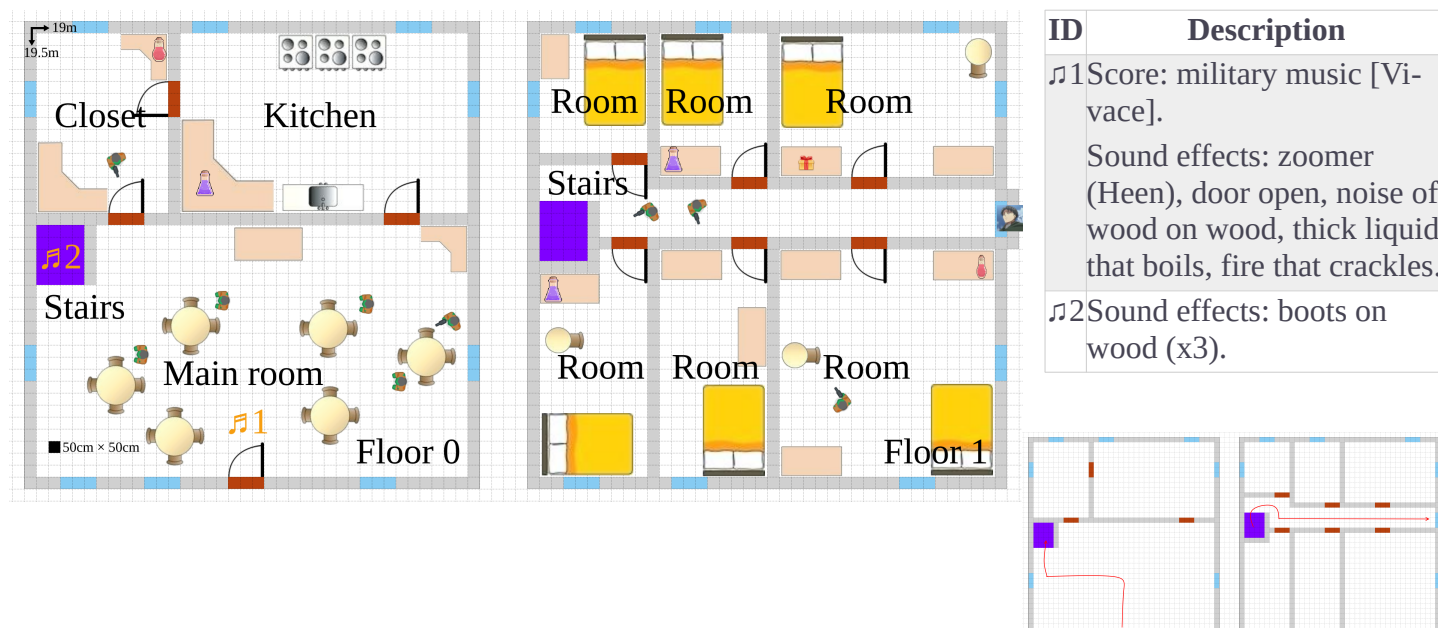 19m
19.5m
Closet
Kitchen
♬2
Stairs
Main room
♬1
50cm × 50cm
Floor 0
Room
Room
Room
Stairs
Room
Room
Room
Floor 1
ID Description
♫1 Score: military music [Vi-
vace].
Sound effects: zoomer
(Heen), door open, noise of
wood on wood, thick liquid
that boils, fire that crackles.
♫2 Sound effects: boots on
wood (x3).